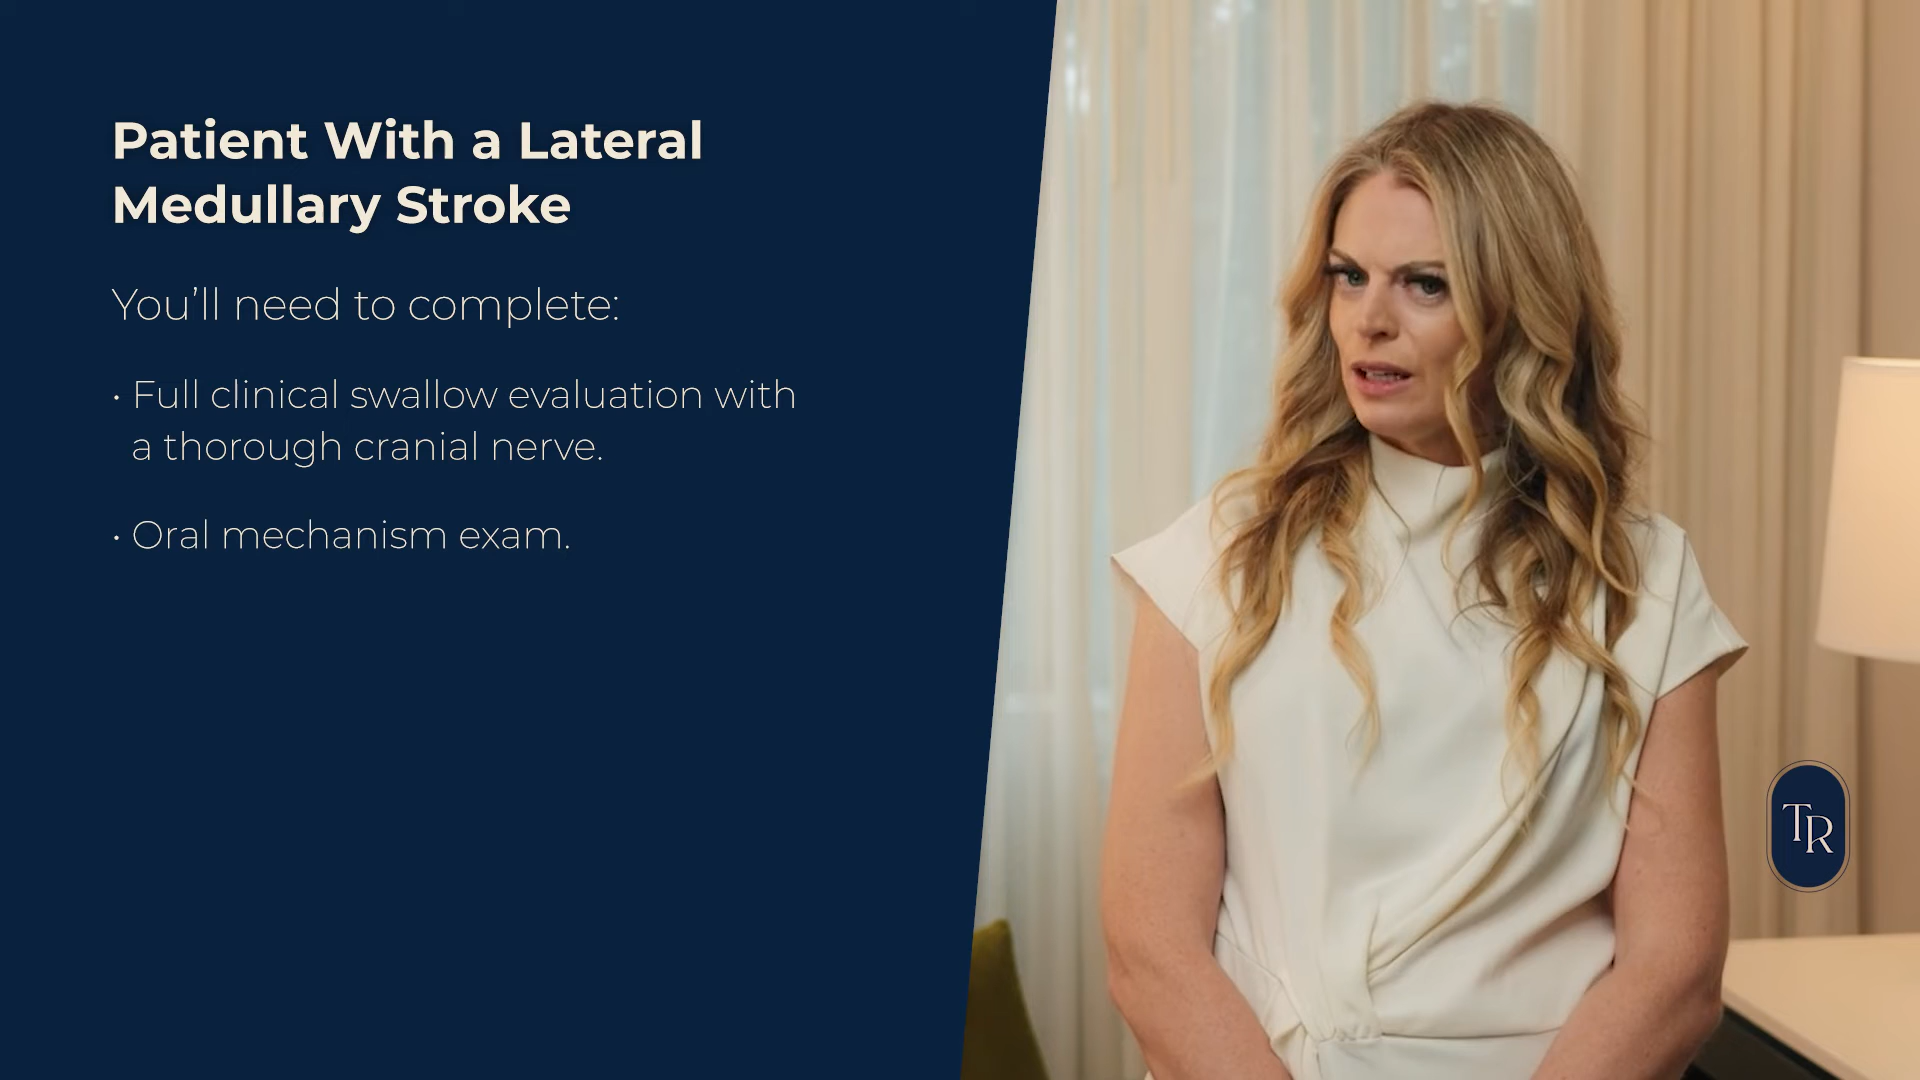 Patient With a Lateral
Medullary Stroke
You’ll need to complete:
· Full clinical swallow evaluation with
a thorough cranial nerve.
· Oral mechanism exam.
TR